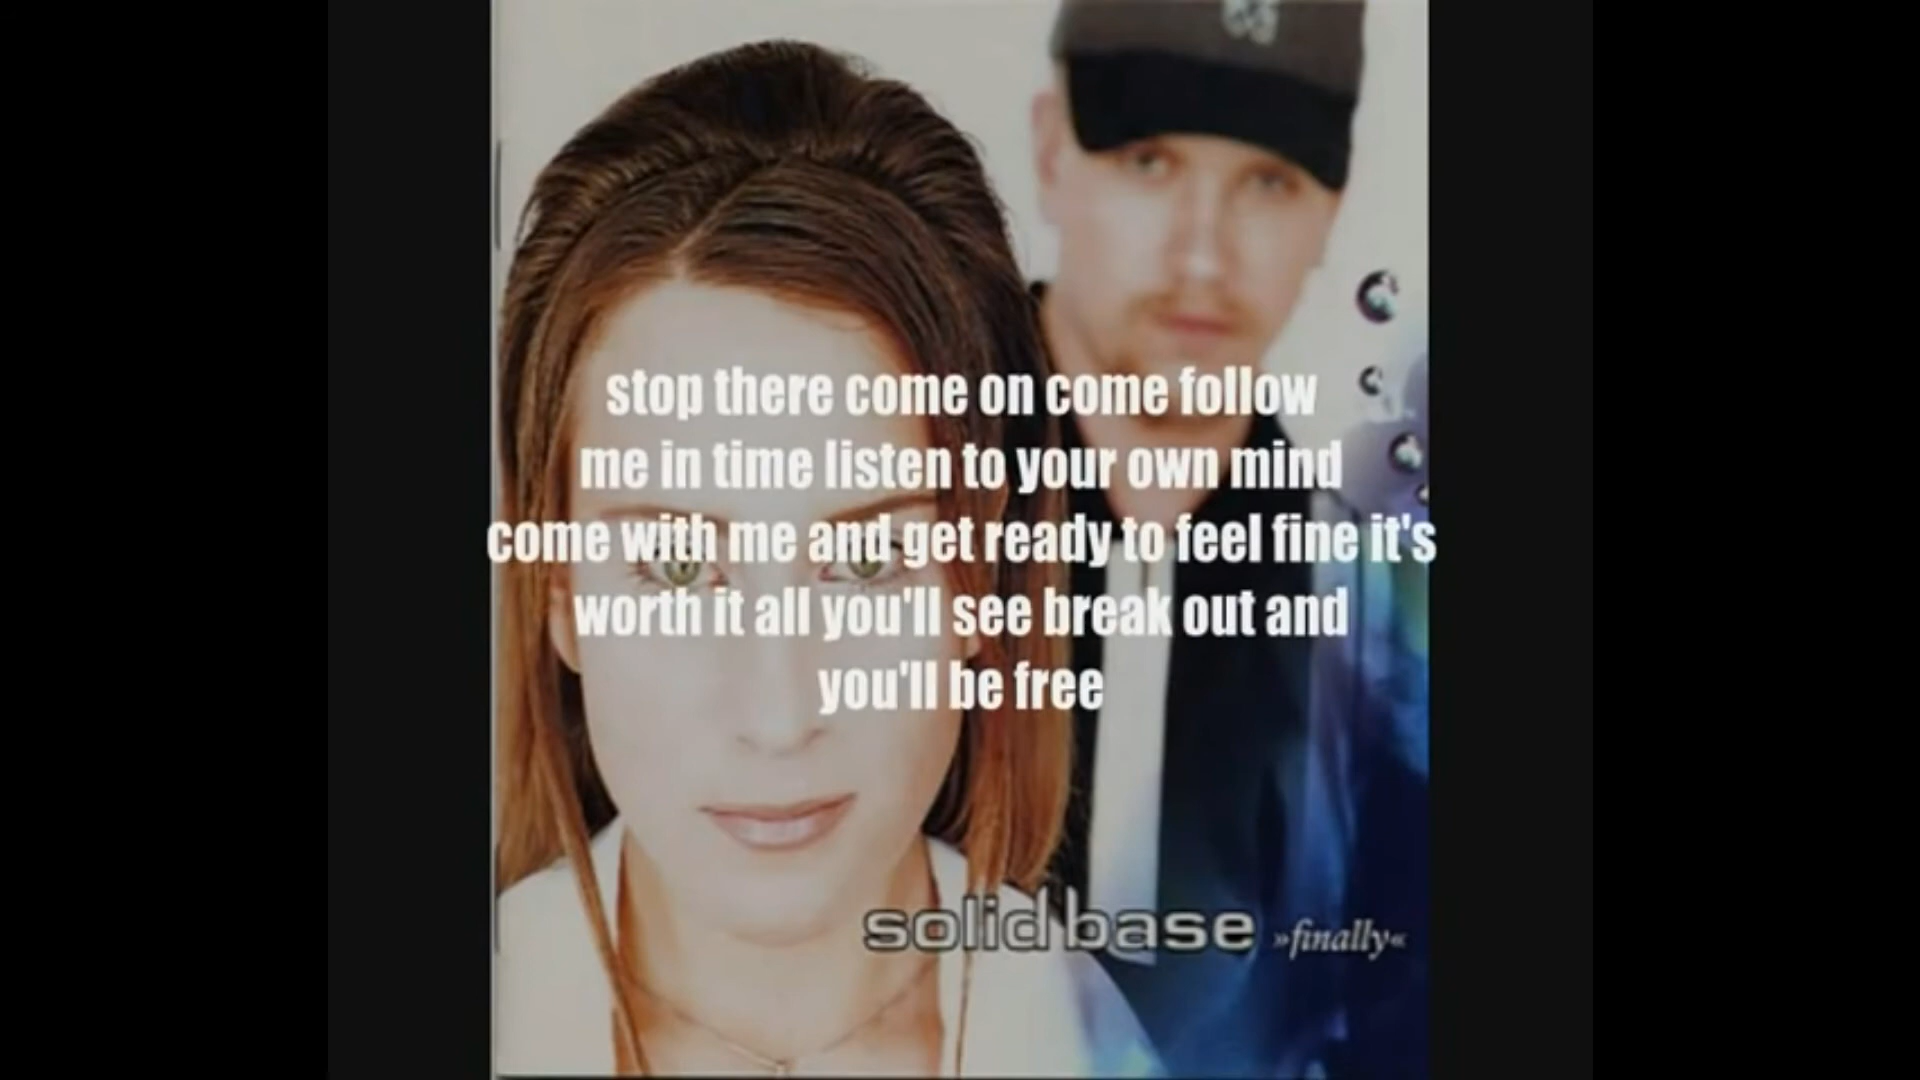 stop there come on come follow
me in time listen to your own mind
come with me and get ready to feel fine it's
worth it all you'll see break out and
you'll be free
solid base »finally«